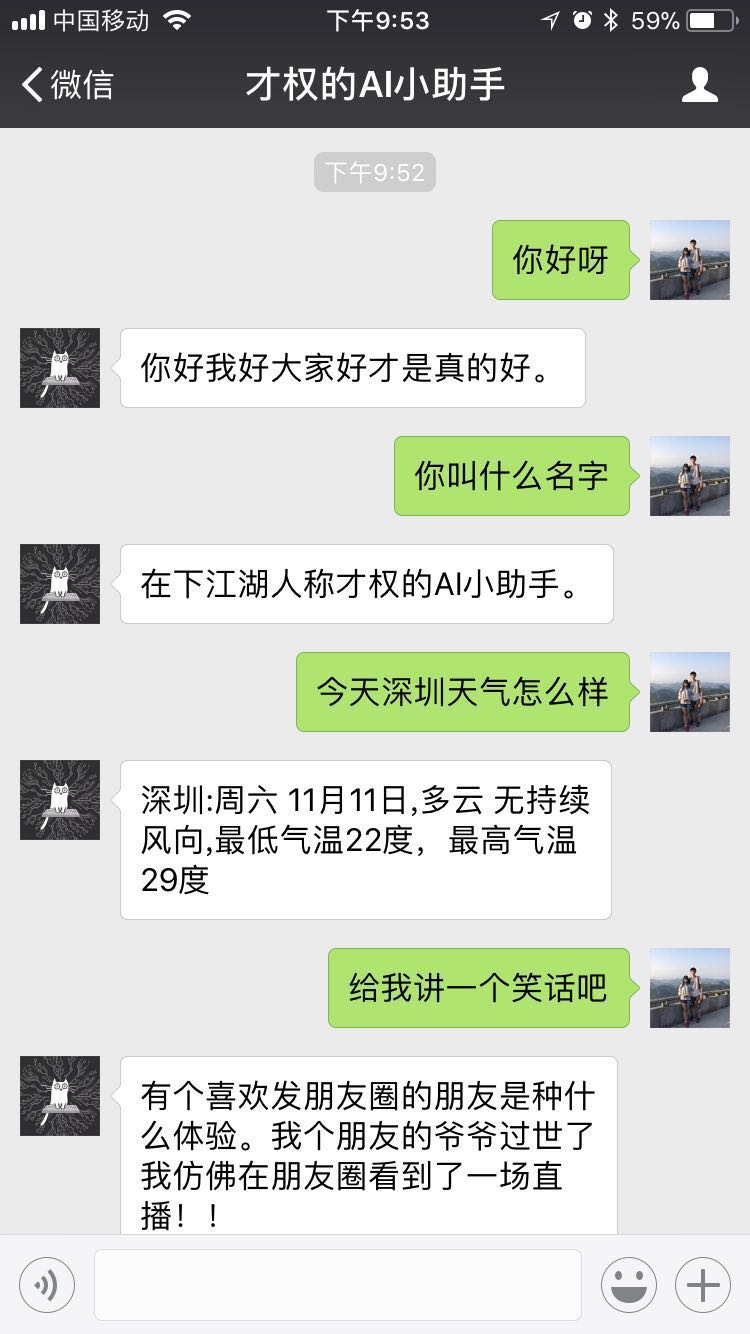 中国移动 下午9:53 59%
微信 才权的AI小助手
下午9:52
你好呀
你好我好大家好才是真的好。
你叫什么名字
在下江湖人称才权的AI小助手。
今天深圳天气怎么样
深圳:周六 11月11日,多云 无持续
风向,最低气温22度，最高气温
29度
给我讲一个笑话吧
有个喜欢发朋友圈的朋友是种什
么体验。我个朋友的爷爷过世了
我仿佛在朋友圈看到了一场直
播！！